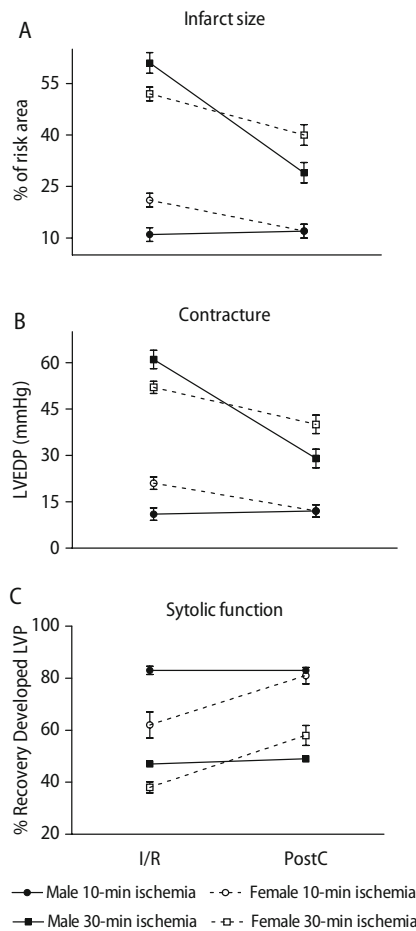 A
Infarct size
% of risk area
55
40
25
10
B
Contracture
LVEDP (mmHg)
60
45
30
15
0
C
Sytolic function
% Recovery Developed LVP
100
80
60
40
20
I/R PostC
Male 10-min ischemia Female 10-min ischemia
Male 30-min ischemia Female 30-min ischemia